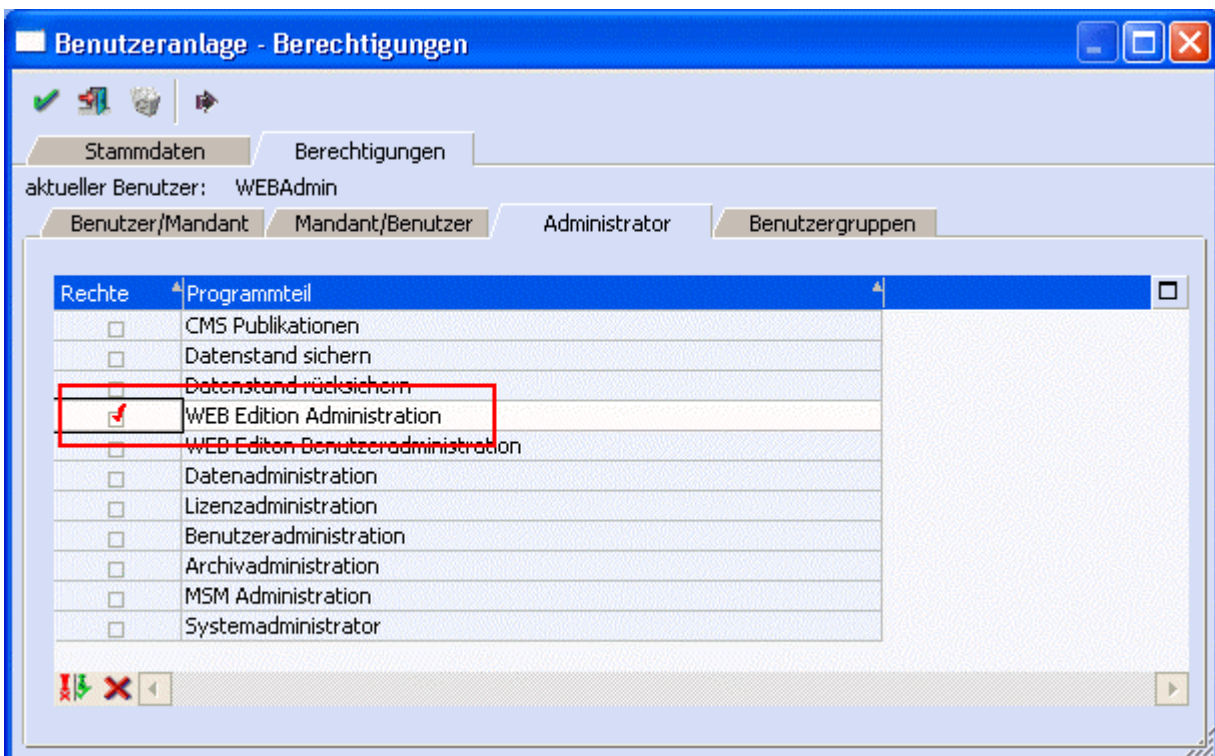 Benutzeranlage - Berechtigungen
Stammdaten Berechtigungen
aktueller Benutzer: WEBAdmin
Benutzer/Mandant Mandant/Benutzer Administrator Benutzergruppen
Rechte Programmteil
CMS Publikationen
Datenstand sichern
Datenstand rücksichern
WEB Edition Administration
WEB Editon Benutzeradministration
Datenadministration
Lizenzadministration
Benutzeradministration
Archivadministration
MSM Administration
Systemadministrator